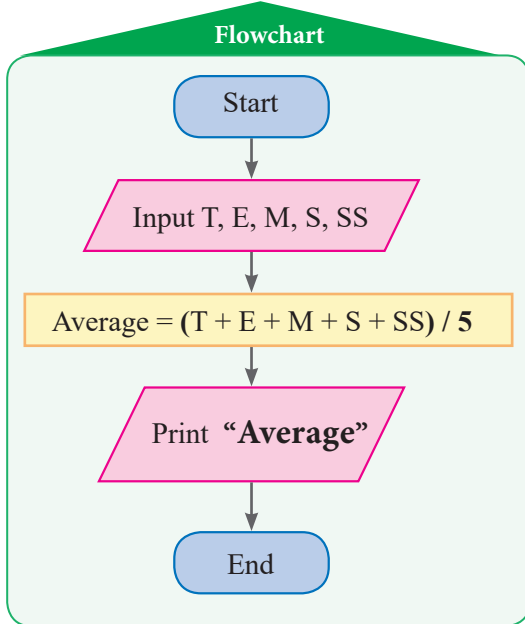 Flowchart
Start
Input T, E, M, S, SS
Average = (T + E + M + S + SS) / 5
Print “Average”
End